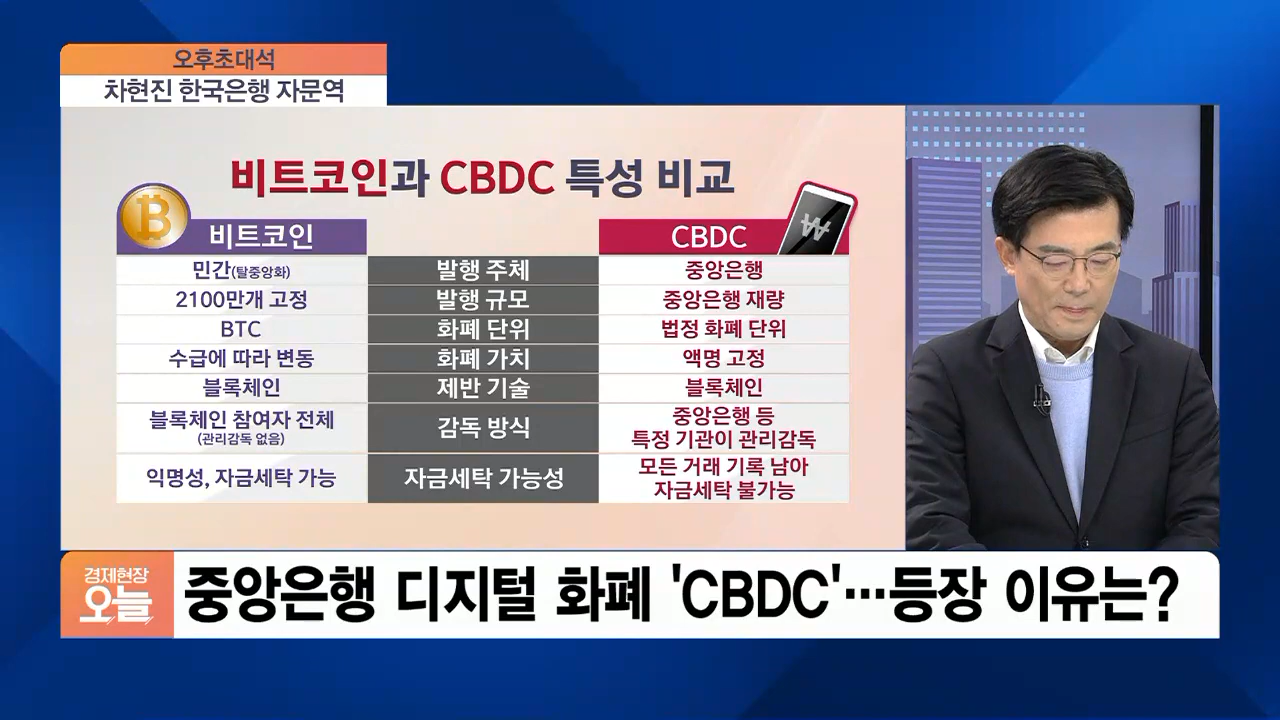 오후초대석
차현진 한국은행 자문역
비트코인과 CBDC 특성 비교
비트코인 CBDC
민간(탈중앙화) 발행 주체 중앙은행
2100만개 고정 발행 규모 중앙은행 재량
BTC 화폐 단위 법정 화폐 단위
수급에 따라 변동 화폐 가치 액명 고정
블록체인 제반 기술 블록체인
블록체인 참여자 전체
(관리감독 없음)
감독 방식
중앙은행 등
특정 기관이 관리감독
익명성, 자금세탁 가능
자금세탁 가능성
모든 거래 기록 남아
자금세탁 불가능
경제현장
오늘
중앙은행 디지털 화폐 'CBDC'…등장 이유는?